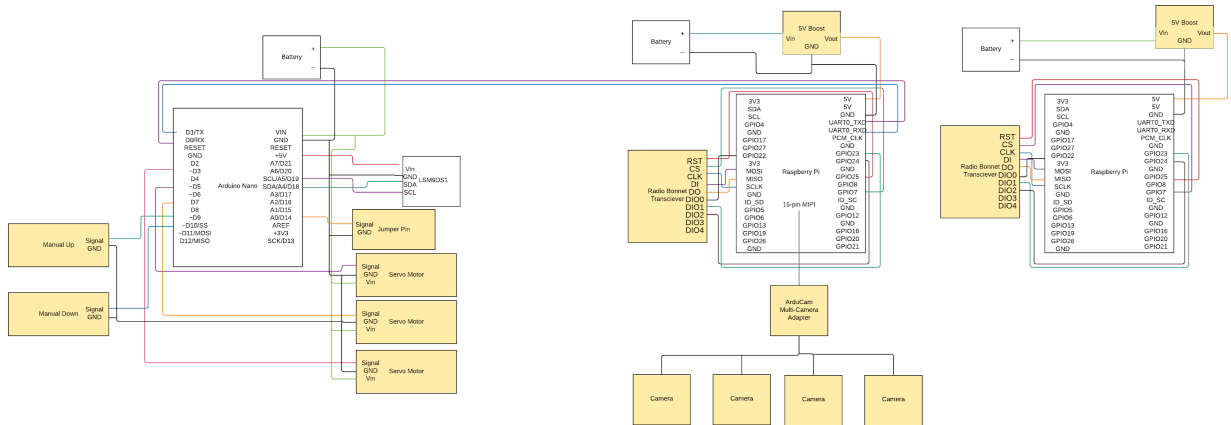 Battery
+
–
D1/TX
D0/RX
RESET
GND
D2
~D3
D4
~D5
~D6
D7
D8
~D9
~D10/SS
~D11/MOSI
D12/MISO
Arduino Nano
VIN
GND
RESET
+5V
A7/D21
A6/D20
SCL/A5/D19
SDA/A4/D18
A3/D17
A2/D16
A1/D15
A0/D14
AREF
+3V3
SCK/D13
Vin
GND
SDA
SCL
LSM9DS1
Signal
GND
Jumper Pin
Manual Up
Signal
GND
Manual Down
Signal
GND
Signal
GND
Vin
Servo Motor
Signal
GND
Vin
Servo Motor
Signal
GND
Vin
Servo Motor
Battery
+
–
5V Boost
Vin
Vout
GND
3V3
SDA
SCL
GPIO4
GND
GPIO17
GPIO27
GPIO22
3V3
MOSI
MISO
SCLK
GND
ID_SD
GPIO5
GPIO6
GPIO13
GPIO19
GPIO26
GND
Raspberry Pi
15-pin MIPI
5V
5V
GND
UART0_TXD
UART0_RXD
PCM_CLK
GND
GPIO23
GPIO24
GND
GPIO25
GPIO8
GPIO7
ID_SC
GND
GPIO12
GND
GPIO16
GPIO20
GPIO21
Radio Bonnet
Transciever
RST
CS
CLK
DI
DO
DIO0
DIO1
DIO2
DIO3
DIO4
ArduCam
Multi-Camera
Adapter
Camera
Camera
Camera
Camera
Battery
+
–
5V Boost
Vin
Vout
GND
3V3
SDA
SCL
GPIO4
GND
GPIO17
GPIO27
GPIO22
3V3
MOSI
MISO
SCLK
GND
ID_SD
GPIO5
GPIO6
GPIO13
GPIO19
GPIO26
GND
Raspberry Pi
5V
5V
GND
UART0_TXD
UART0_RXD
PCM_CLK
GND
GPIO23
GPIO24
GND
GPIO25
GPIO8
GPIO7
ID_SC
GND
GPIO12
GND
GPIO16
GPIO20
GPIO21
Radio Bonnet
Transciever
RST
CS
CLK
DI
DO
DIO0
DIO1
DIO2
DIO3
DIO4